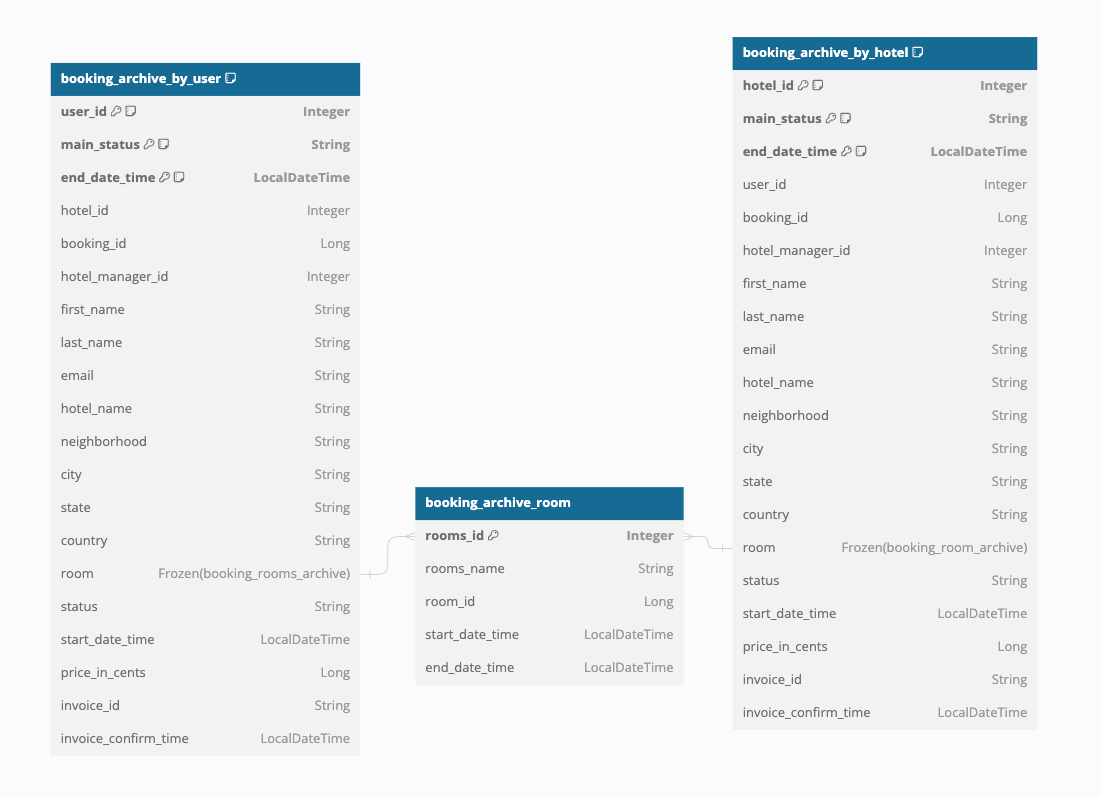 booking_archive_by_user
user_id Integer
main_status String
end_date_time LocalDateTime
hotel_id Integer
booking_id Long
hotel_manager_id Integer
first_name String
last_name String
email String
hotel_name String
neighborhood String
city String
state String
country String
room Frozen(booking_rooms_archive)
status String
start_date_time LocalDateTime
price_in_cents Long
invoice_id String
invoice_confirm_time LocalDateTime
booking_archive_room
rooms_id Integer
rooms_name String
room_id Long
start_date_time LocalDateTime
end_date_time LocalDateTime
booking_archive_by_hotel
hotel_id Integer
main_status String
end_date_time LocalDateTime
user_id Integer
booking_id Long
hotel_manager_id Integer
first_name String
last_name String
email String
hotel_name String
neighborhood String
city String
state String
country String
room Frozen(booking_room_archive)
status String
start_date_time LocalDateTime
price_in_cents Long
invoice_id String
invoice_confirm_time LocalDateTime